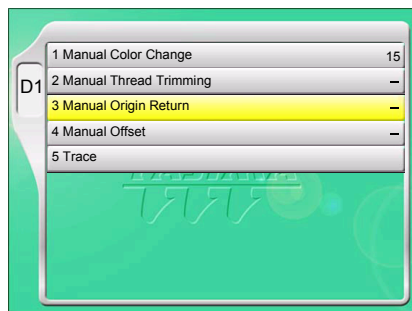 1 Manual Color Change 15
D1
2 Manual Thread Trimming –
3 Manual Origin Return –
4 Manual Offset –
5 Trace